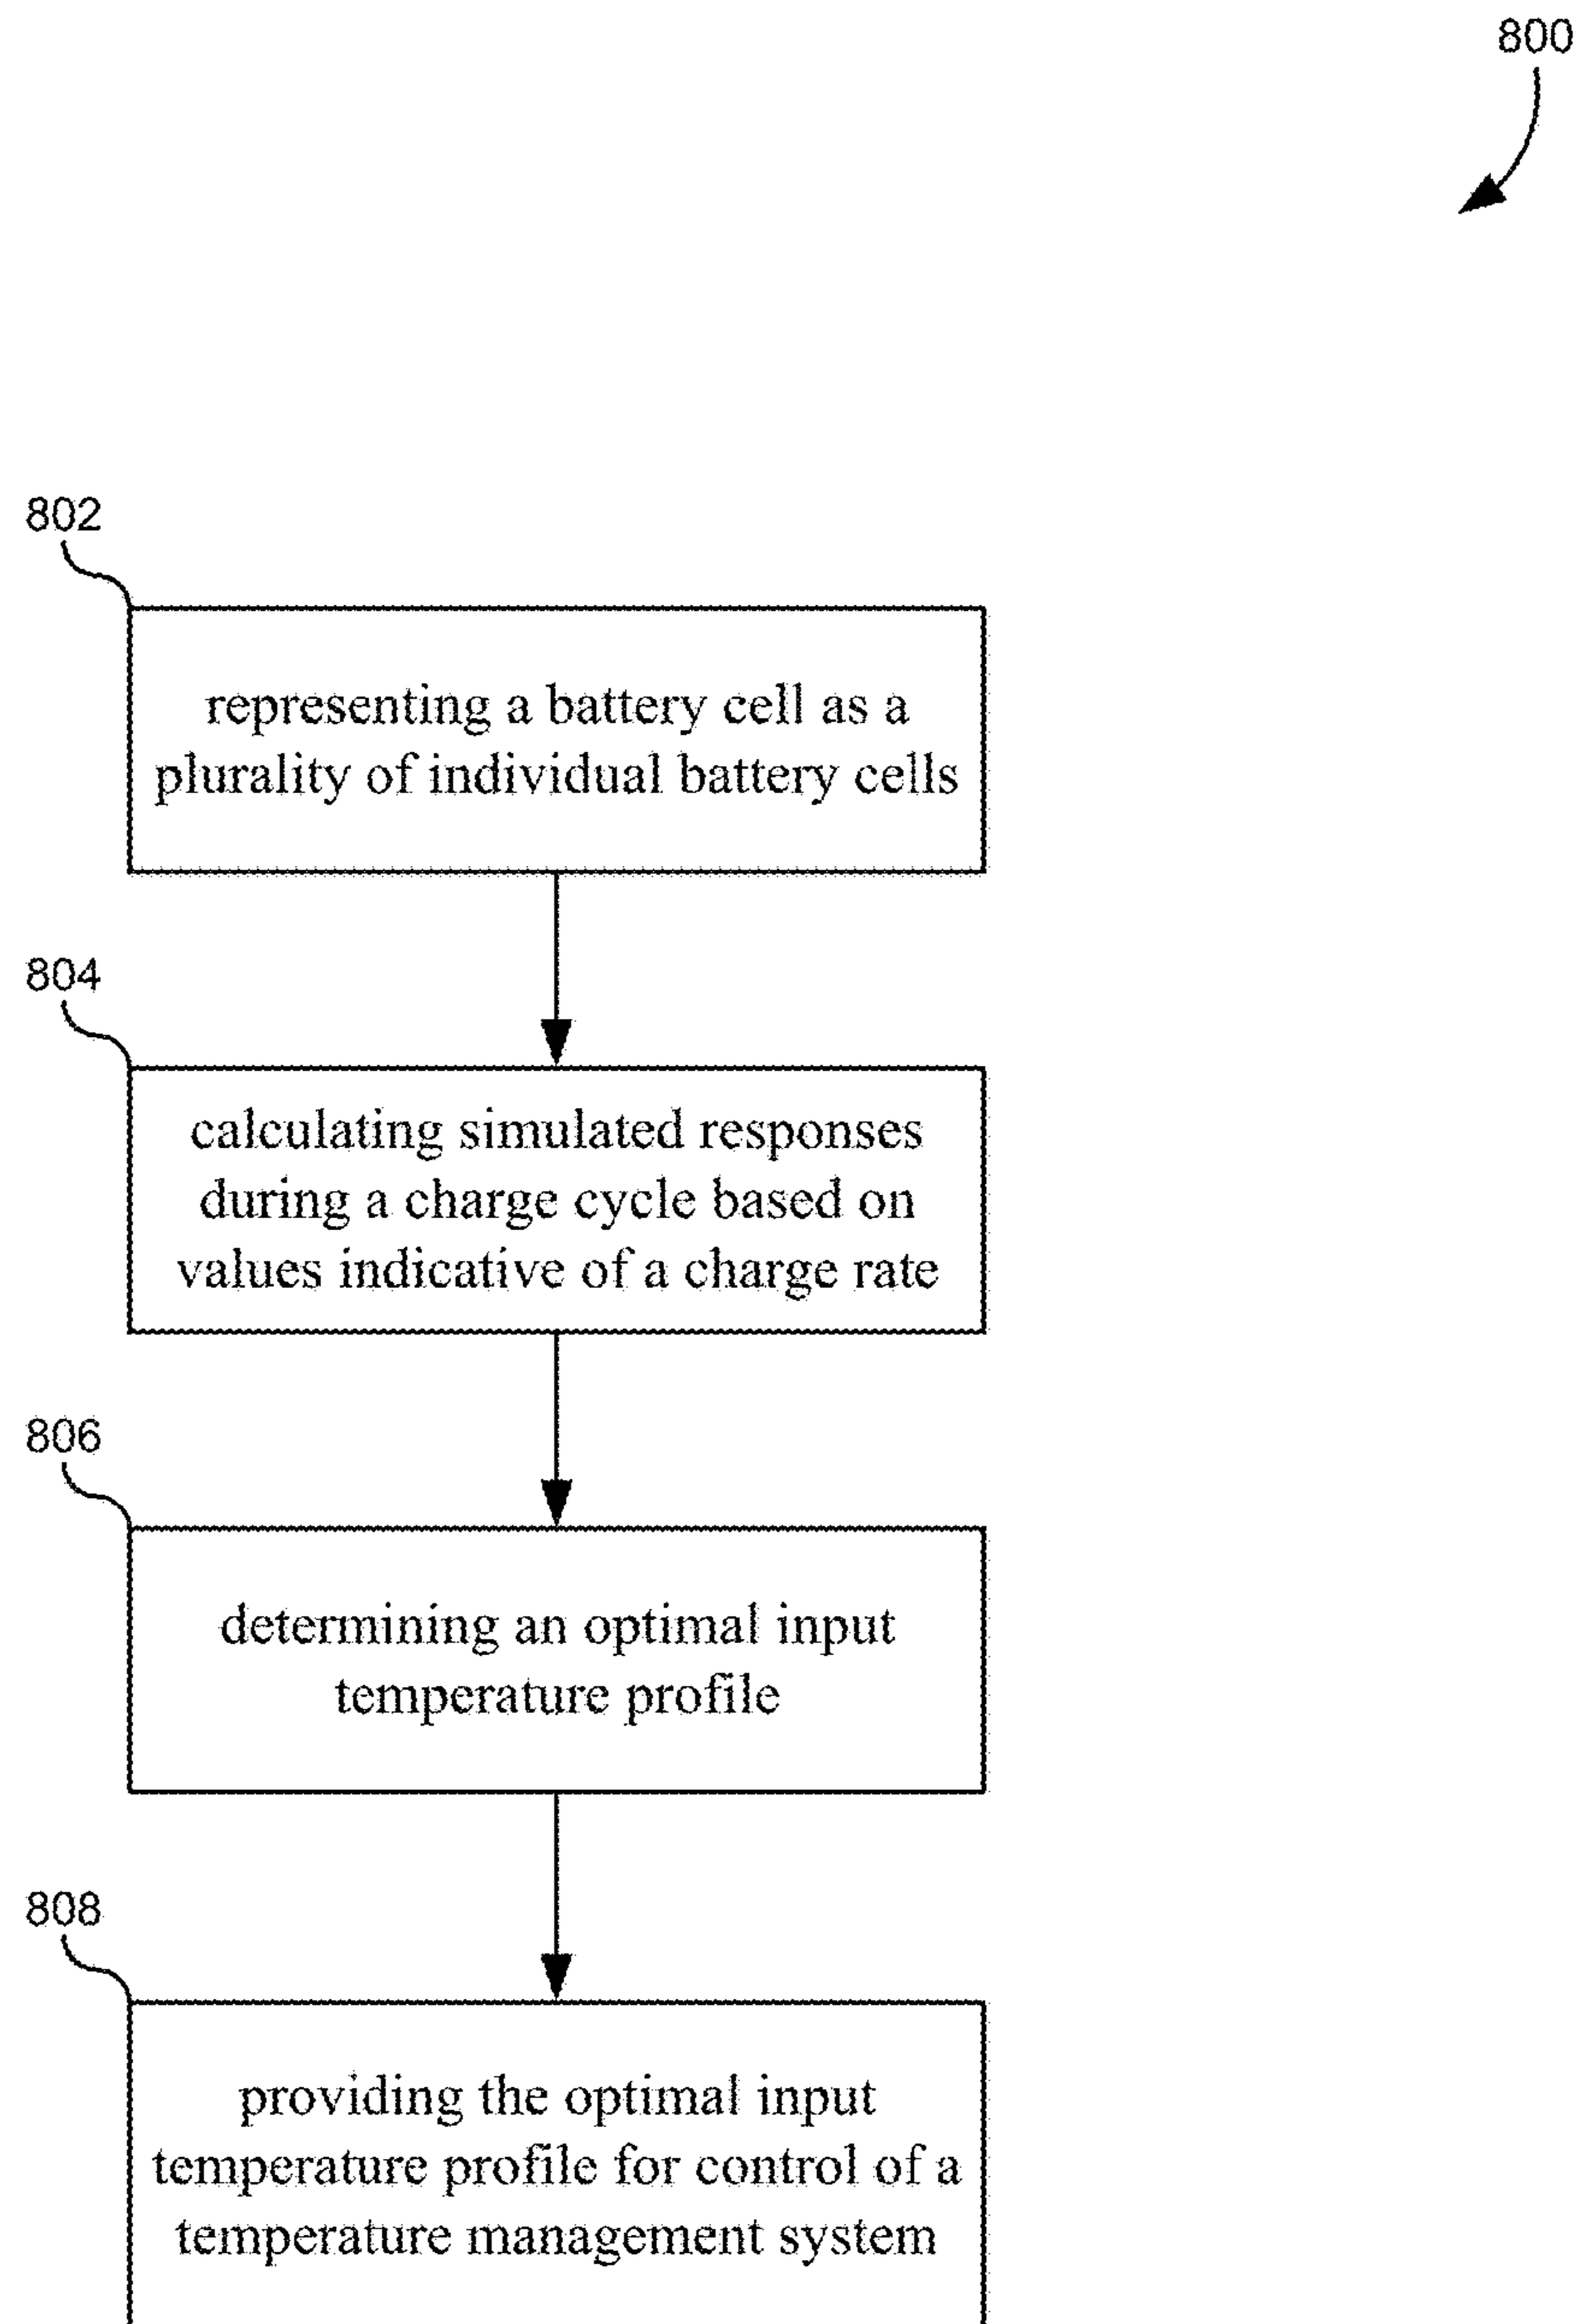 800
802
representing a battery cell as a
plurality of individual battery cells
804
calculating simulated responses
during a charge cycle based on
values indicative of a charge rate
806
determining an optimal input
temperature profile
808
providing the optimal input
temperature profile for control of a
temperature management system